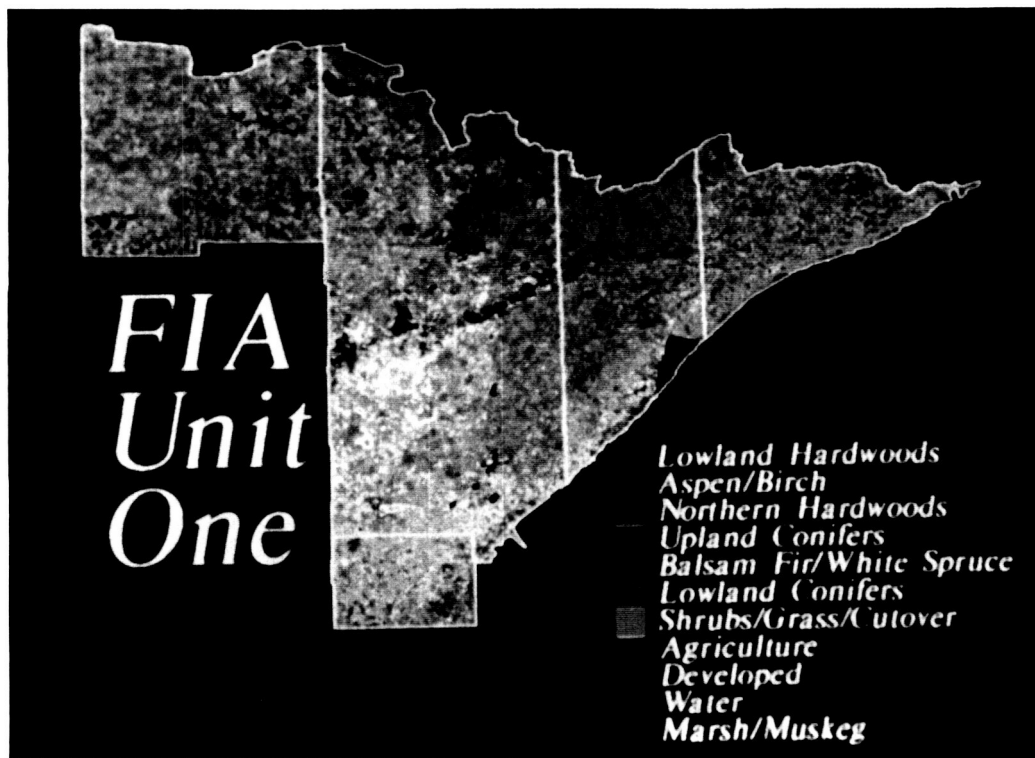 FIA
Unit
One
Lowland Hardwoods
Aspen/Birch
Northern Hardwoods
Upland Conifers
Balsam Fir/White Spruce
Lowland Conifers
Shrubs/Grass/Cutover
Agriculture
Developed
Water
Marsh/Muskeg